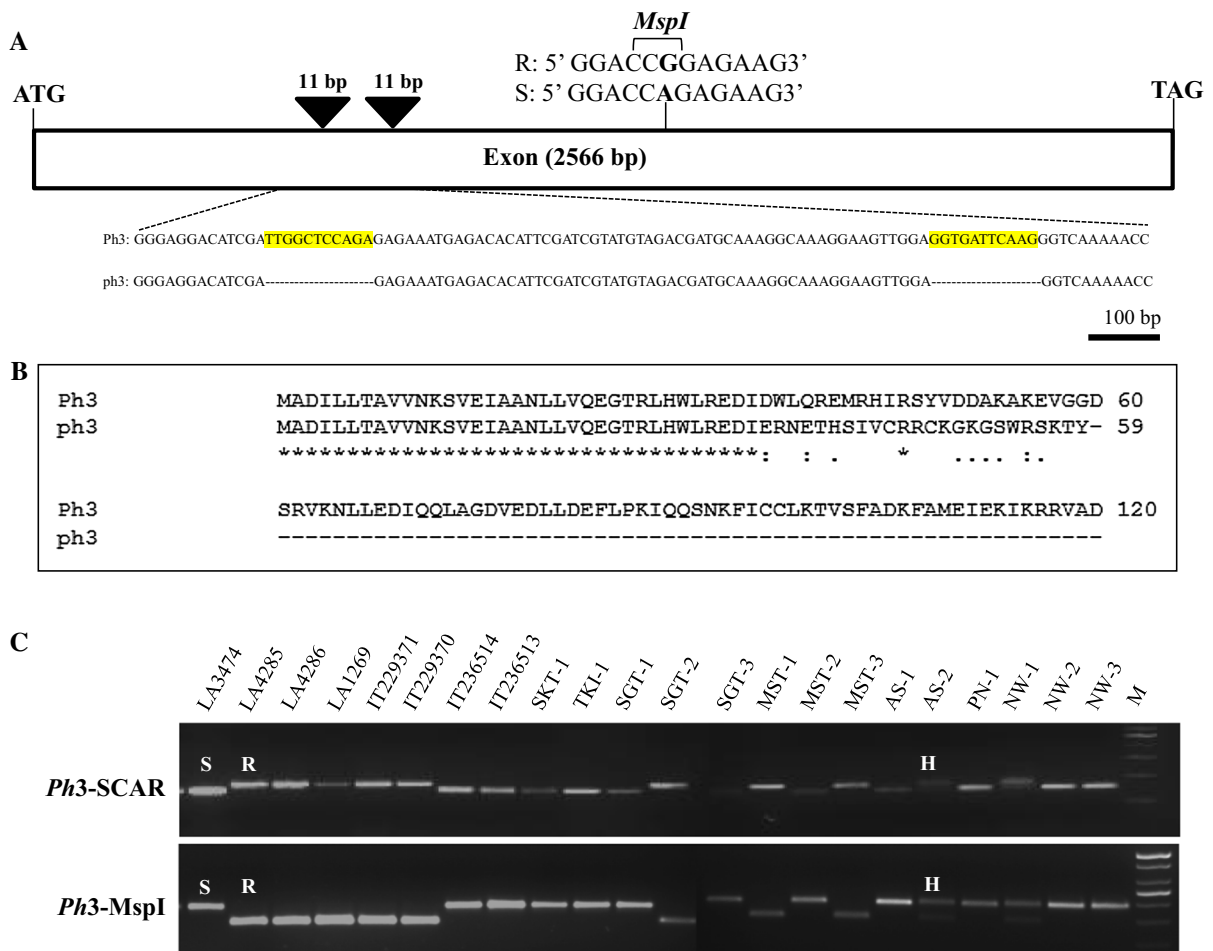 A
MspI
R: 5’ GGACCGGAGAAG3’
S: 5’ GGACCAGAGAAG3’
11 bp 11 bp
ATG
TAG
Exon (2566 bp)
Ph3: GGGAGGACATCGATTGGCTCCAGAGAGAAATGAGACACATTCGATCGTATGTAGACGATGCAAAGGCAAAGGAAGTTGGAGGTGATTCAAGGGTCAAAAACC
ph3: GGGAGGACATCGA---------------------GAGAAATGAGACACATTCGATCGTATGTAGACGATGCAAAGGCAAAGGAAGTTGGA---------------------GGTCAAAAACC
100 bp
B
Ph3 MADILLTAVVNKSVEIAANLLVQEGTRLHWLREDIDWLQREMRHIRSYVDDAKAKEVGGD 60
ph3 MADILLTAVVNKSVEIAANLLVQEGTRLHWLREDIERNETHSIVCRRCKGKGSWRSKTY- 59
***********************************: : . * .... :.
Ph3 SRVKNLLEDIQQLAGDVEDLLDEFLPKIQQSNKFICCLKTVSFADKFAMEIEKIKRRVAD 120
ph3 ------------------------------------------------------------
C
LA3474 LA4285 LA4286 LA1269 IT229371 IT229370 IT236514 IT236513 SKT-1 TKI-1 SGT-1 SGT-2 SGT-3 MST-1 MST-2 MST-3 AS-1 AS-2 PN-1 NW-1 NW-2 NW-3 M
S R H
Ph3-SCAR
S R H
Ph3-MspI